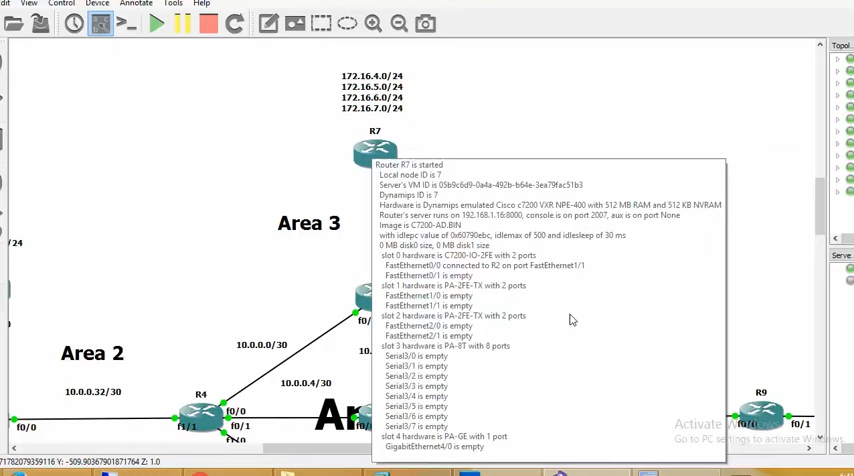 View Control Device Annotate Tools Help
172.16.4.0/24
172.16.5.0/24
172.16.6.0/24
172.16.7.0/24
R7
Router R7 is started
Local node ID is 7
Server's VM ID is 05b9c6d9-0a4a-492b-b64e-3ea79fac51b3
Dynamips ID is 7
Hardware is Dynamips emulated Cisco c7200 VXR NPE-400 with 512 MB RAM and 512 KB NVRAM
Router's server runs on 192.168.1.16:8000, console is on port 2007, aux is on port None
Image is C7200-AD.BIN
with idlepc value of 0x60790ebc, idlemax of 500 and idlesleep of 30 ms
0 MB disk0 size, 0 MB disk1 size
slot 0 hardware is C7200-IO-2FE with 2 ports
FastEthernet0/0 connected to R2 on port FastEthernet1/1
FastEthernet0/1 is empty
slot 1 hardware is PA-2FE-TX with 2 ports
FastEthernet1/0 is empty
FastEthernet1/1 is empty
slot 2 hardware is PA-2FE-TX with 2 ports
FastEthernet2/0 is empty
FastEthernet2/1 is empty
slot 3 hardware is PA-8T with 8 ports
Serial3/0 is empty
Serial3/1 is empty
Serial3/2 is empty
Serial3/3 is empty
Serial3/4 is empty
Serial3/5 is empty
Serial3/6 is empty
Serial3/7 is empty
slot 4 hardware is PA-GE with 1 port
GigabitEthernet4/0 is empty
Area 3
/24
f0/
10.0.0.0/30
10.
Area 2
10.0.0.32/30
10.0.0.4/30
R4
f0/0
f0/0
f1/1
f0/1
f0/
R9
f0/0
f0/1
Activate Windows
Go to PC settings to activate Windows.
Topol
Serve
71782079359116 Y: -509.90367901871764 Z: 1.0